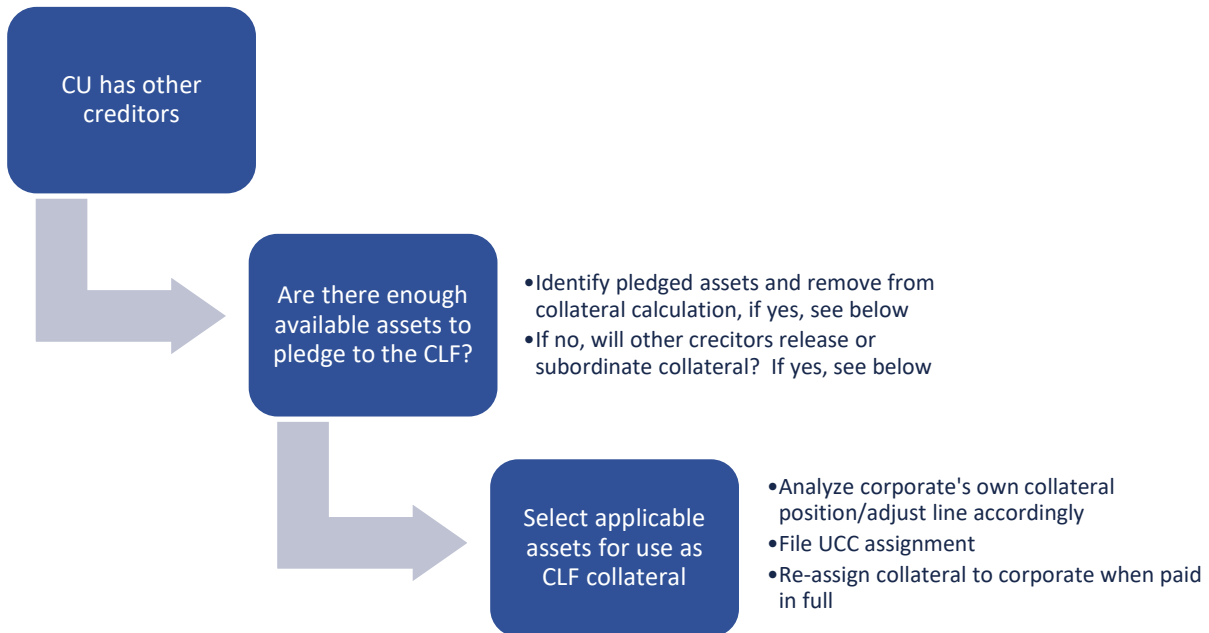 CU has other
creditors
Are there enough
available assets to
pledge to the CLF?
•Identify pledged assets and remove from
collateral calculation, if yes, see below
•If no, will other crecitors release or
subordinate collateral?  If yes, see below
Select applicable
assets for use as
CLF collateral
•Analyze corporate's own collateral
position/adjust line accordingly
•File UCC assignment
•Re-assign collateral to corporate when paid
in full